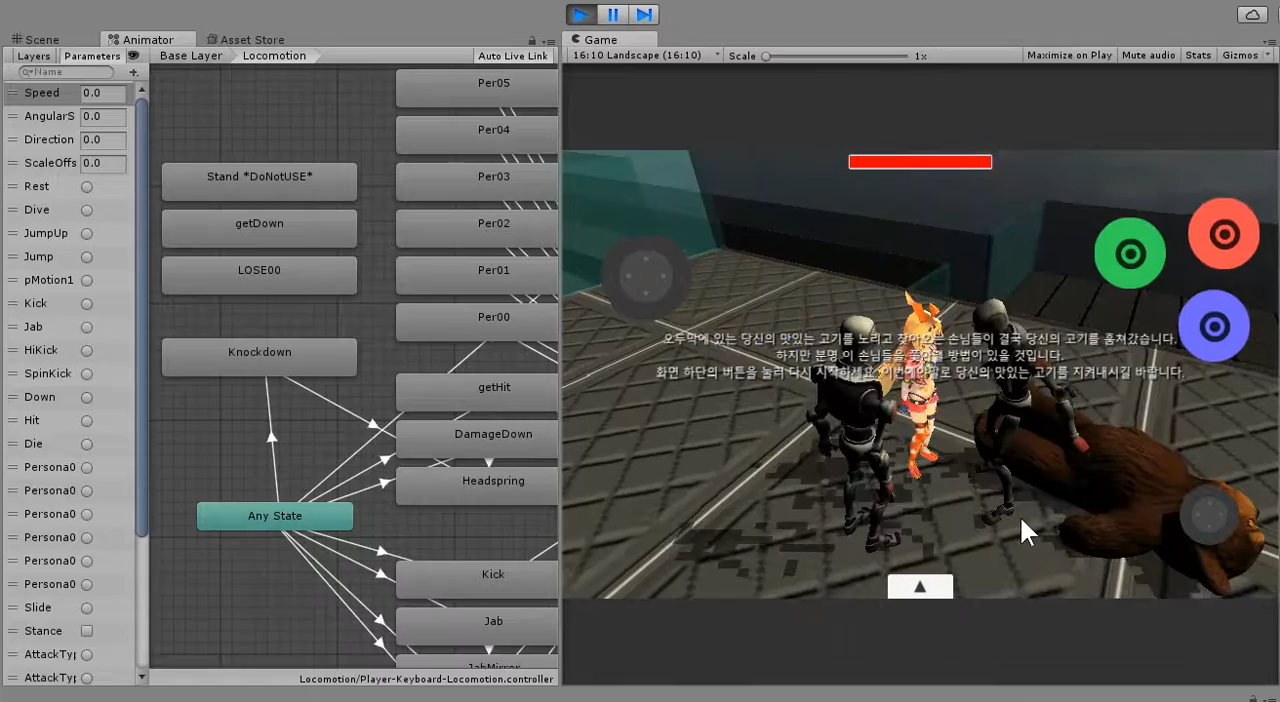 Scene
Animator
Asset Store
Game
Layers
Parameters
Base Layer
Locomotion
Auto Live Link
16:10 Landscape (16:10)
Scale
1x
Maximize on Play
Mute audio
Stats
Gizmos
Name
Speed 0.0
AngularS 0.0
Direction 0.0
ScaleOffs 0.0
Rest
Dive
JumpUp
Jump
pMotion1
Kick
Jab
HiKick
SpinKick
Down
Hit
Die
Persona0
Persona0
Persona0
Persona0
Persona0
Persona0
Slide
Stance
AttackTyp
AttackTyp
Stand *DoNotUSE*
getDown
LOSE00
Knockdown
Any State
Per05
Per04
Per03
Per02
Per01
Per00
getHit
DamageDown
Headspring
Kick
Jab
JabMirror
Locomotion/Player-Keyboard-Locomotion.controller
오두막에 있는 당신의 맛있는 고기를 노리고 찾아오는 손님들이 결국 당신의 고기를 훔쳐갔습니다.
하지만 분명 이 손님들을 쫓아낼 방법이 있을 것입니다.
화면 하단의 버튼을 눌러 다시 시작하세요. 이번에야말로 당신의 맛있는 고기를 지켜내시길 바랍니다.